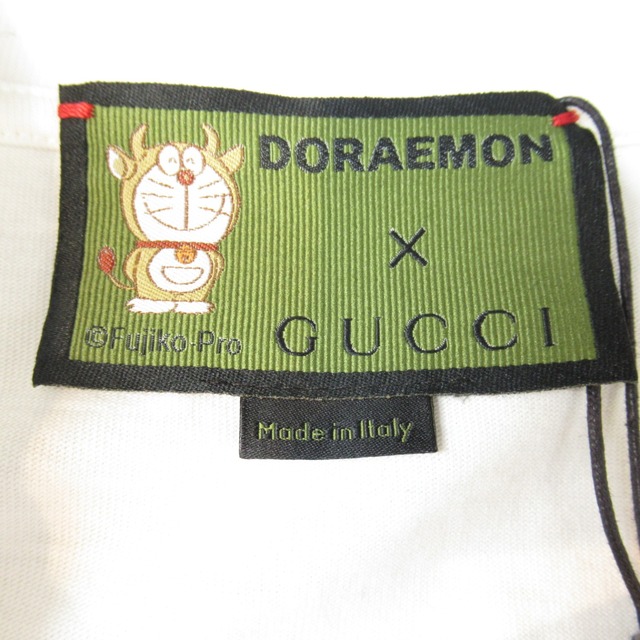 DORAEMON
×
©Fujiko-Pro GUCCI
Made in Italy